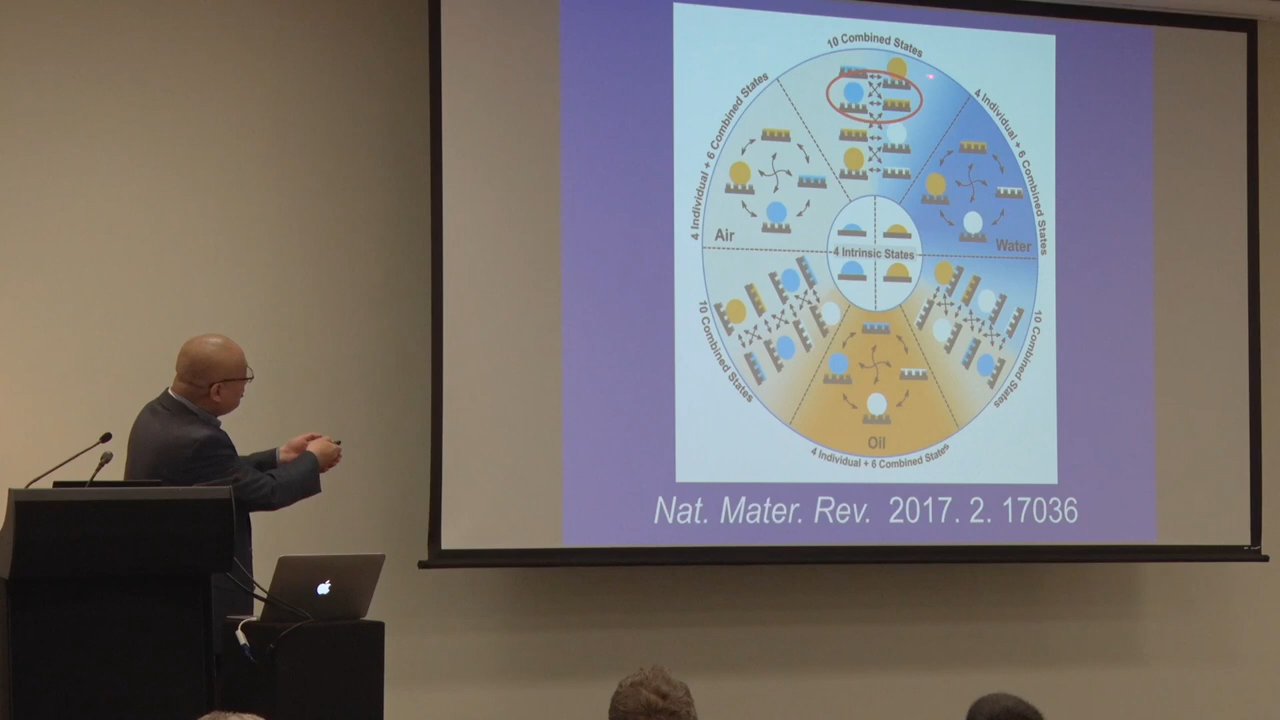 10 Combined States
4 Individual + 6 Combined States
4 Individual + 6 Combined States
Air
Water
4 Intrinsic States
10 Combined States
10 Combined States
Oil
4 Individual + 6 Combined States
Nat. Mater. Rev. 2017. 2. 17036